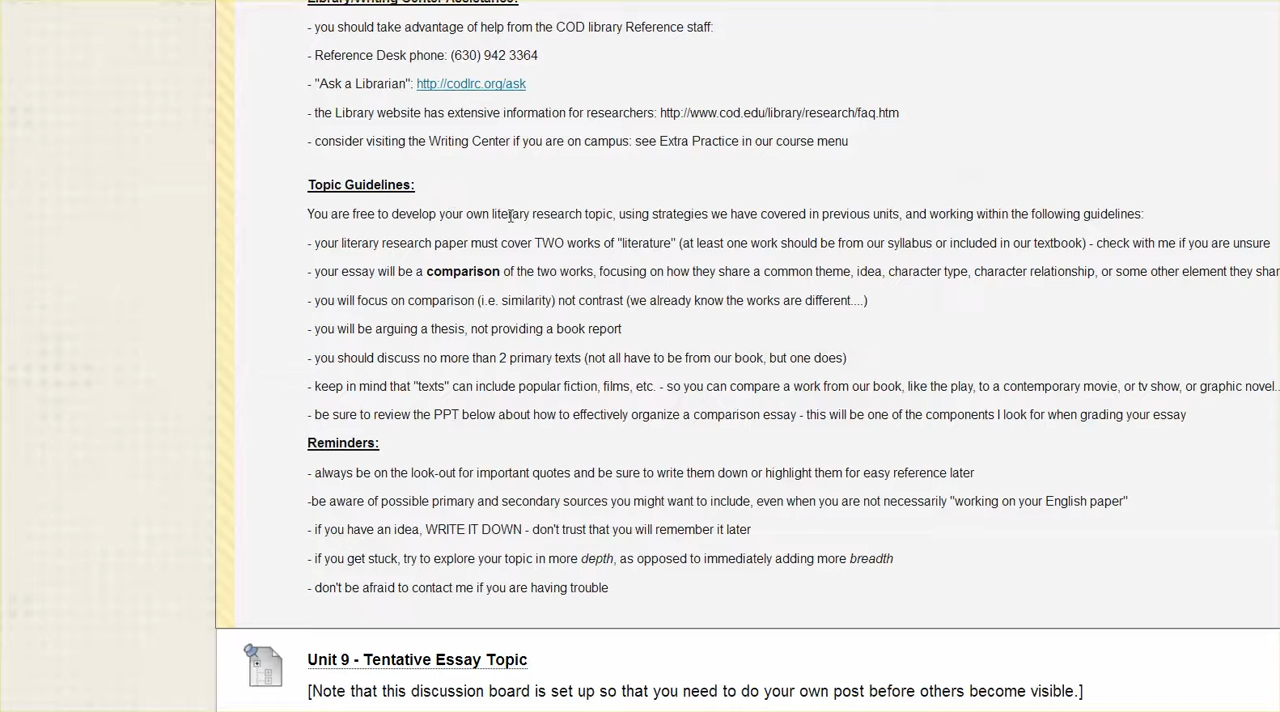 Library/Writing Center Assistance:
- you should take advantage of help from the COD library Reference staff:
- Reference Desk phone: (630) 942 3364
- "Ask a Librarian": http://codlrc.org/ask
- the Library website has extensive information for researchers: http://www.cod.edu/library/research/faq.htm
- consider visiting the Writing Center if you are on campus: see Extra Practice in our course menu
Topic Guidelines:
You are free to develop your own literary research topic, using strategies we have covered in previous units, and working within the following guidelines:
- your literary research paper must cover TWO works of "literature" (at least one work should be from our syllabus or included in our textbook) - check with me if you are unsure
- your essay will be a comparison of the two works, focusing on how they share a common theme, idea, character type, character relationship, or some other element they shar
- you will focus on comparison (i.e. similarity) not contrast (we already know the works are different....)
- you will be arguing a thesis, not providing a book report
- you should discuss no more than 2 primary texts (not all have to be from our book, but one does)
- keep in mind that "texts" can include popular fiction, films, etc. - so you can compare a work from our book, like the play, to a contemporary movie, or tv show, or graphic novel..
- be sure to review the PPT below about how to effectively organize a comparison essay - this will be one of the components I look for when grading your essay
Reminders:
- always be on the look-out for important quotes and be sure to write them down or highlight them for easy reference later
-be aware of possible primary and secondary sources you might want to include, even when you are not necessarily "working on your English paper"
- if you have an idea, WRITE IT DOWN - don't trust that you will remember it later
- if you get stuck, try to explore your topic in more depth, as opposed to immediately adding more breadth
- don't be afraid to contact me if you are having trouble
Unit 9 - Tentative Essay Topic
[Note that this discussion board is set up so that you need to do your own post before others become visible.]